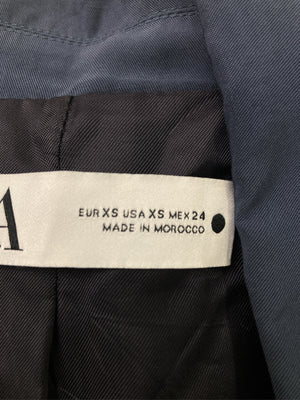 A
EUR XS USA XS MEX 24
MADE IN MOROCCO